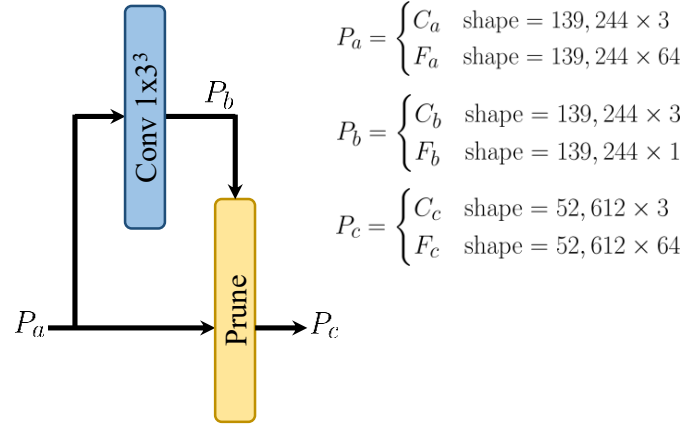 P_a = { C_a shape = 139, 244 × 3
F_a shape = 139, 244 × 64
P_b = { C_b shape = 139, 244 × 3
F_b shape = 139, 244 × 1
P_c = { C_c shape = 52, 612 × 3
F_c shape = 52, 612 × 64
Conv 1x3³
P_b
P_a
Prune
P_c